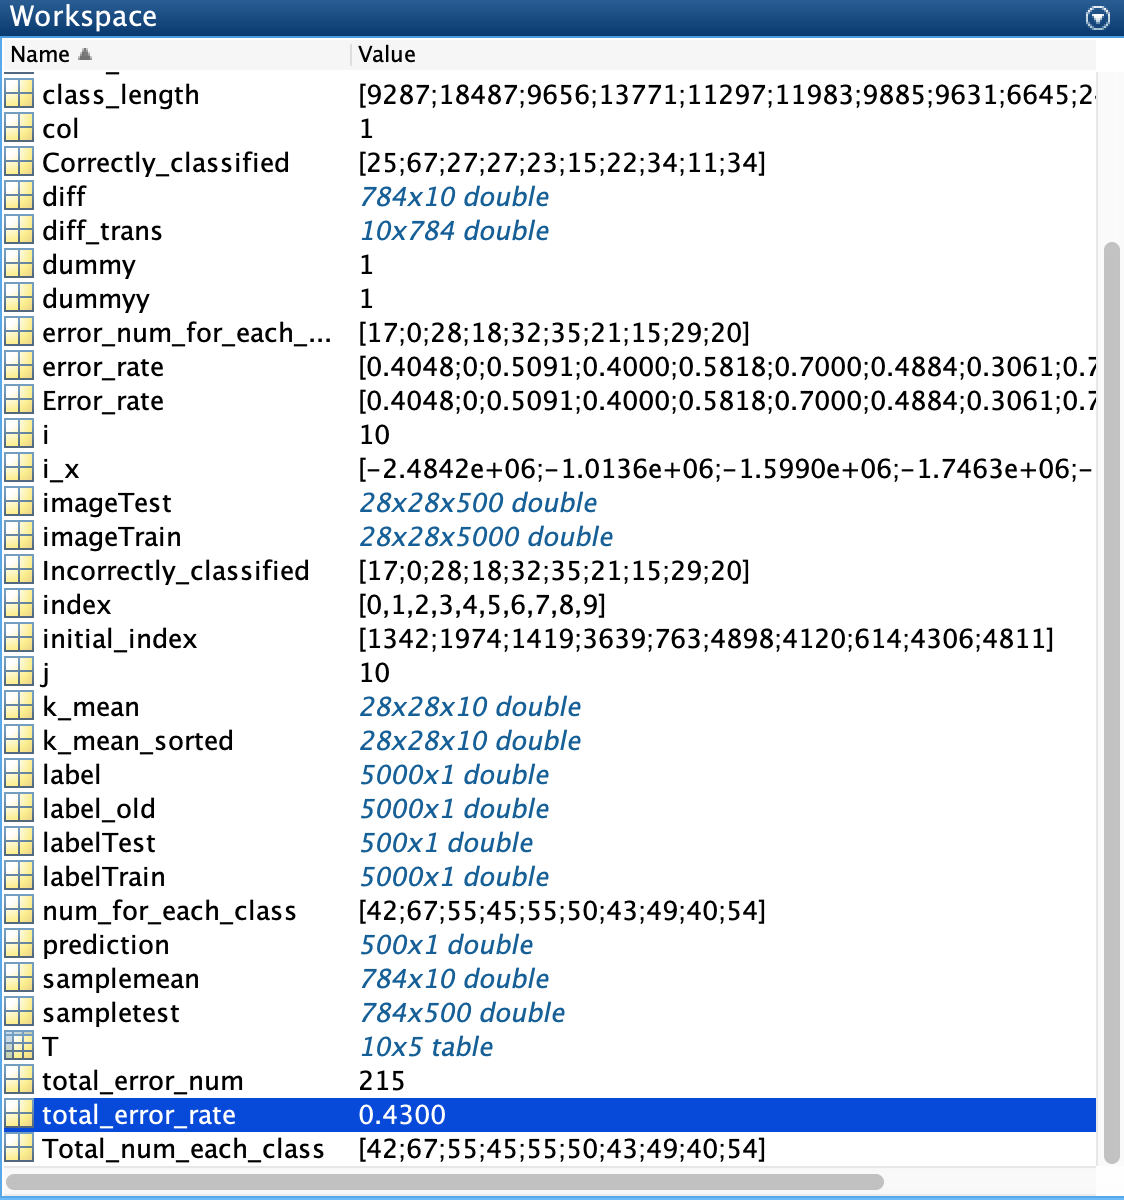 Workspace
Name Value
class_length [9287;18487;9656;13771;11297;11983;9885;9631;6645;2
col 1
Correctly_classified [25;67;27;27;23;15;22;34;11;34]
diff 784x10 double
diff_trans 10x784 double
dummy 1
dummyy 1
error_num_for_each_... [17;0;28;18;32;35;21;15;29;20]
error_rate [0.4048;0;0.5091;0.4000;0.5818;0.7000;0.4884;0.3061;0.7
Error_rate [0.4048;0;0.5091;0.4000;0.5818;0.7000;0.4884;0.3061;0.7
i 10
i_x [-2.4842e+06;-1.0136e+06;-1.5990e+06;-1.7463e+06;-
imageTest 28x28x500 double
imageTrain 28x28x5000 double
Incorrectly_classified [17;0;28;18;32;35;21;15;29;20]
index [0,1,2,3,4,5,6,7,8,9]
initial_index [1342;1974;1419;3639;763;4898;4120;614;4306;4811]
j 10
k_mean 28x28x10 double
k_mean_sorted 28x28x10 double
label 5000x1 double
label_old 5000x1 double
labelTest 500x1 double
labelTrain 5000x1 double
num_for_each_class [42;67;55;45;55;50;43;49;40;54]
prediction 500x1 double
samplemean 784x10 double
sampletest 784x500 double
T 10x5 table
total_error_num 215
total_error_rate 0.4300
Total_num_each_class [42;67;55;45;55;50;43;49;40;54]